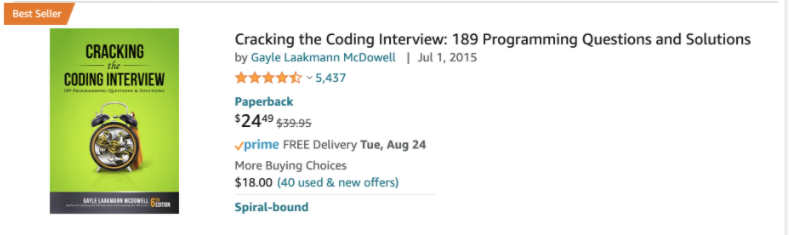 Best Seller
CRACKING
the
CODING INTERVIEW
189 PROGRAMMING QUESTIONS & SOLUTIONS
GAYLE LAAKMANN MCDOWELL 6TH
EDITION
Cracking the Coding Interview: 189 Programming Questions and Solutions
by Gayle Laakmann McDowell | Jul 1, 2015
5,437
Paperback
$24.49 $39.95
prime FREE Delivery Tue, Aug 24
More Buying Choices
$18.00 (40 used & new offers)
Spiral-bound